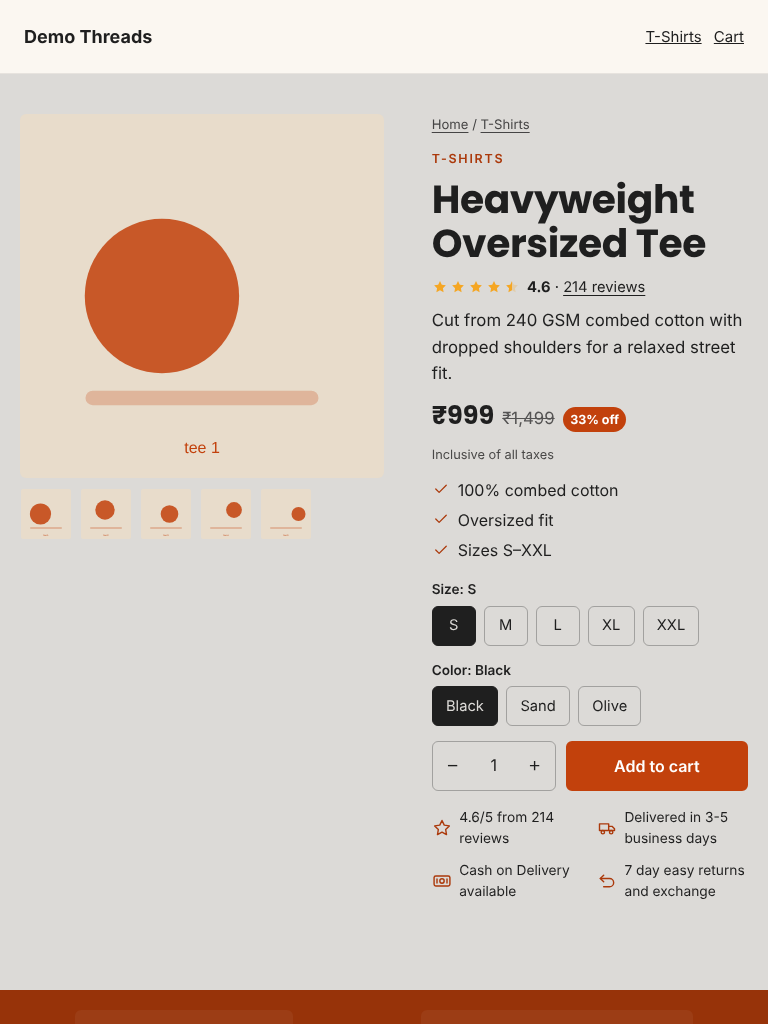 Demo Threads
T-Shirts Cart
tee 1
Home / T-Shirts
T-SHIRTS
Heavyweight
Oversized Tee
4.6 · 214 reviews
Cut from 240 GSM combed cotton with
dropped shoulders for a relaxed street
fit.
₹999 ₹1,499 33% off
Inclusive of all taxes
100% combed cotton
Oversized fit
Sizes S–XXL
Size: S
S M L XL XXL
Color: Black
Black Sand Olive
− 1 + Add to cart
4.6/5 from 214
reviews
Delivered in 3-5
business days
Cash on Delivery
available
7 day easy returns
and exchange